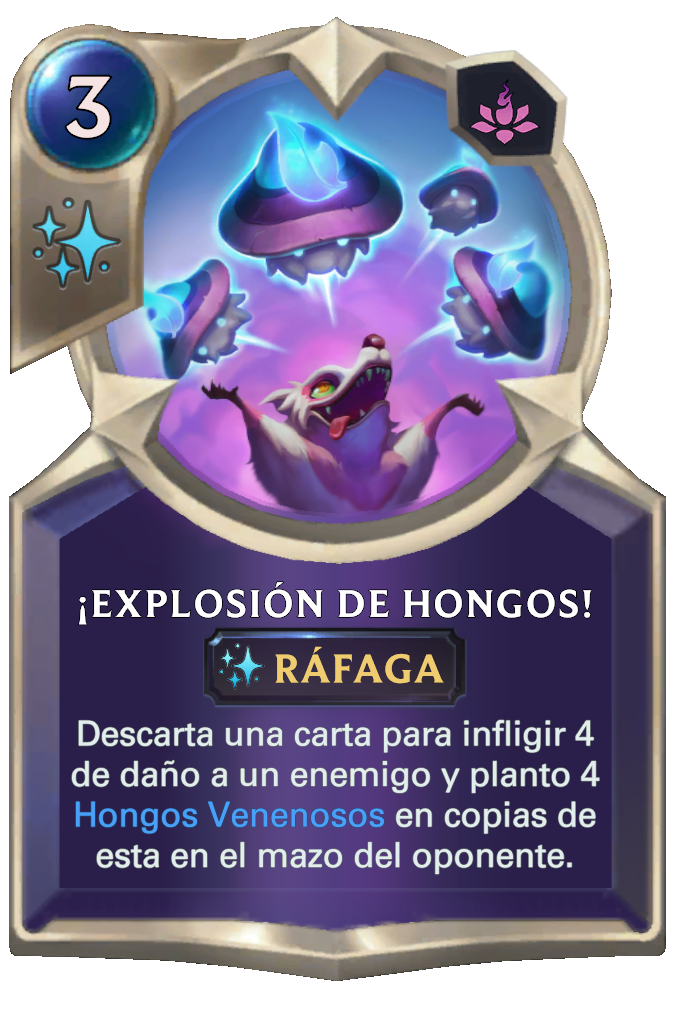 3
¡EXPLOSIÓN DE HONGOS!
RÁFAGA
Descarta una carta para infligir 4
de daño a un enemigo y planto 4
Hongos Venenosos en copias de
esta en el mazo del oponente.